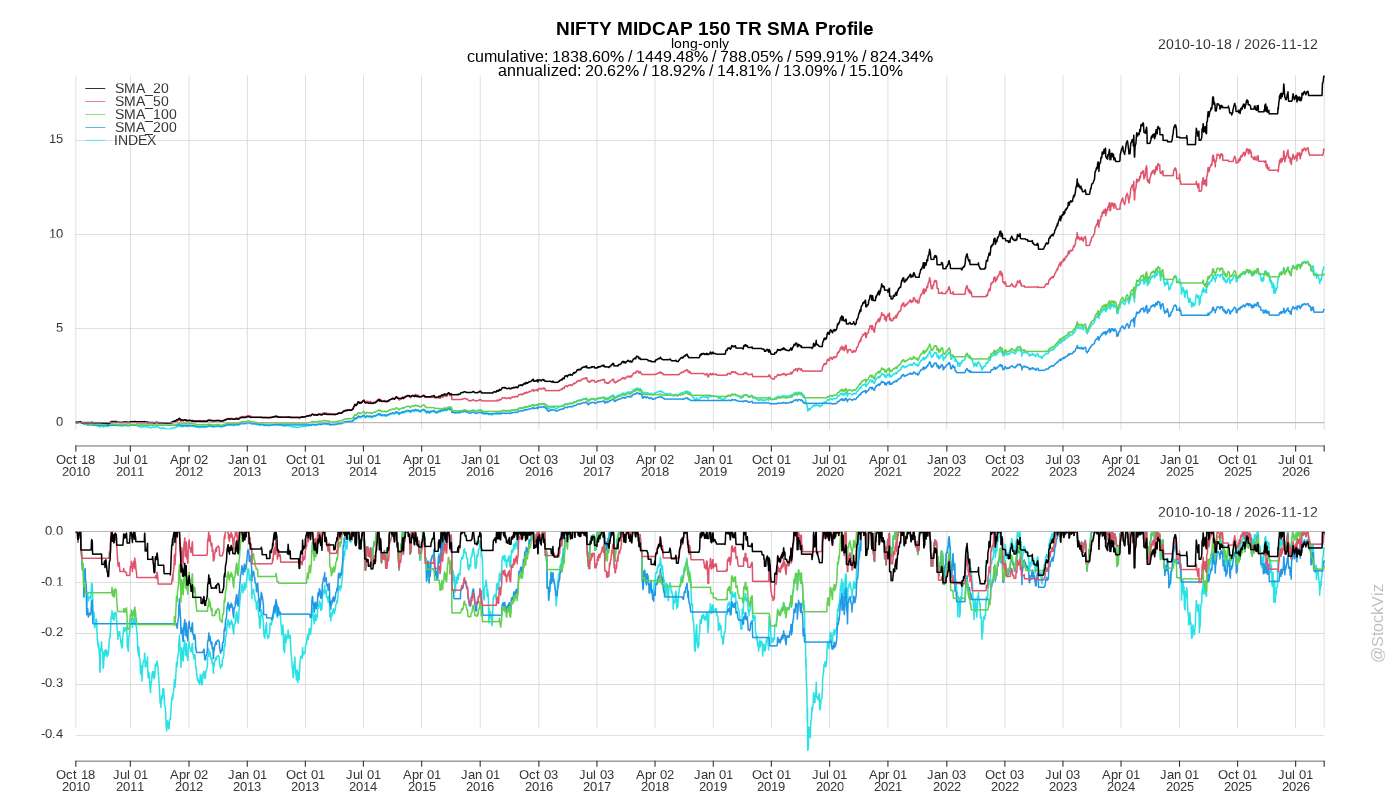 NIFTY MIDCAP 150 TR SMA Profile
long-only
cumulative: 1838.60% / 1449.48% / 788.05% / 599.91% / 824.34%
annualized: 20.62% / 18.92% / 14.81% / 13.09% / 15.10%
2010-10-18 / 2026-11-12
SMA_20
SMA_50
SMA_100
SMA_200
INDEX
15
10
5
0
Oct 18 Jul 01 Apr 02 Jan 01 Oct 01 Jul 01 Apr 01 Jan 01 Oct 03 Jul 03 Apr 02 Jan 01 Oct 01 Jul 01 Apr 01 Jan 03 Oct 03 Jul 03 Apr 01 Jan 01 Oct 01 Jul 01
2010 2011 2012 2013 2013 2014 2015 2016 2016 2017 2018 2019 2019 2020 2021 2022 2022 2023 2024 2025 2025 2026
2010-10-18 / 2026-11-12
0.0
-0.1
-0.2
-0.3
-0.4
Oct 18 Jul 01 Apr 02 Jan 01 Oct 01 Jul 01 Apr 01 Jan 01 Oct 03 Jul 03 Apr 02 Jan 01 Oct 01 Jul 01 Apr 01 Jan 03 Oct 03 Jul 03 Apr 01 Jan 01 Oct 01 Jul 01
2010 2011 2012 2013 2013 2014 2015 2016 2016 2017 2018 2019 2019 2020 2021 2022 2022 2023 2024 2025 2025 2026
@StockViz